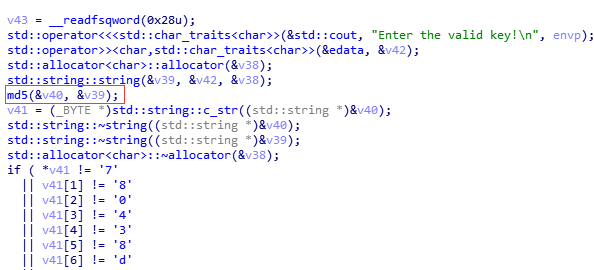 v43 = __readfsqword(0x28u);
std::operator<<<std::char_traits<char>>(&std::cout, "Enter the valid key!\n", envp);
std::operator>><char,std::char_traits<char>>(&edata, &v42);
std::allocator<char>::allocator(&v38);
std::string::string(&v39, &v42, &v38);
md5(&v40, &v39);
v41 = (_BYTE *)std::string::c_str((std::string *)&v40);
std::string::~string((std::string *)&v40);
std::string::~string((std::string *)&v39);
std::allocator<char>::~allocator(&v38);
if ( *v41 != '7'
|| v41[1] != '8'
|| v41[2] != '0'
|| v41[3] != '4'
|| v41[4] != '3'
|| v41[5] != '8'
|| v41[6] != 'd'